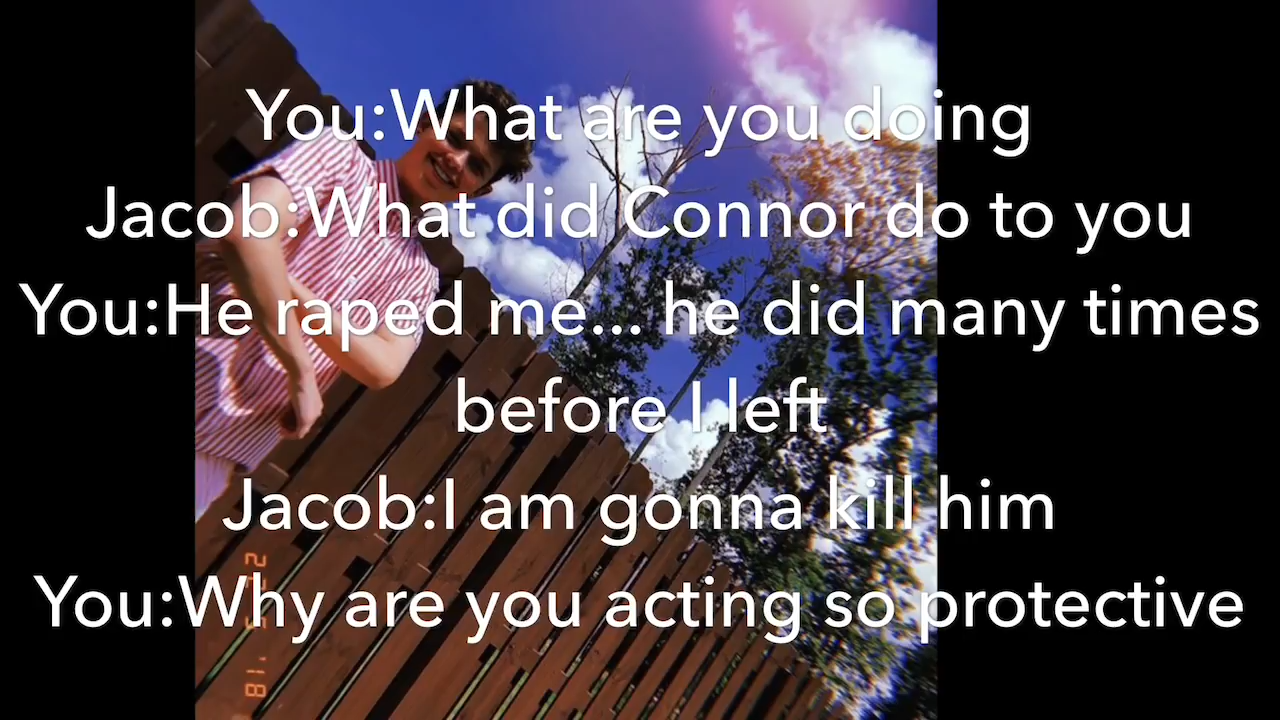 You:What are you doing
Jacob:What did Connor do to you
You:He raped me... he did many times
before I left
Jacob:I am gonna kill him
You:Why are you acting so protective